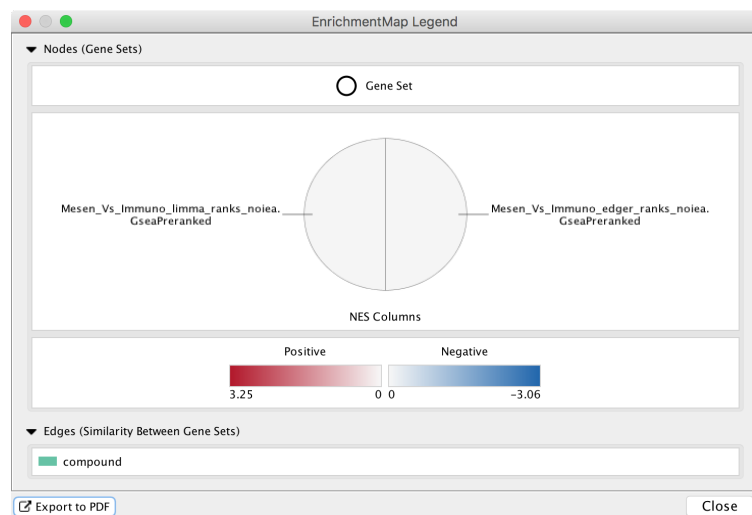 EnrichmentMap Legend
Nodes (Gene Sets)
Gene Set
Mesen_Vs_Immuno_limma_ranks_noiea.
GseaPreranked
Mesen_Vs_Immuno_edger_ranks_noiea.
GseaPreranked
NES Columns
Positive Negative
3.25 0 0 -3.06
Edges (Similarity Between Gene Sets)
compound
Export to PDF Close